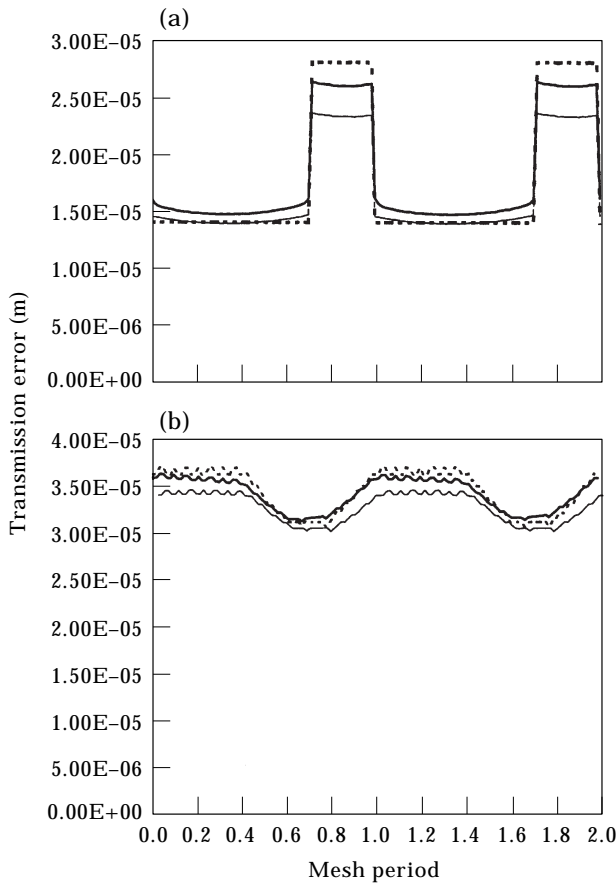 (a)
3.00E–05
2.50E–05
2.00E–05
1.50E–05
1.00E–05
5.00E–06
0.00E+00
(b)
4.00E–05
3.50E–05
3.00E–05
2.50E–05
2.00E–05
1.50E–05
1.00E–05
5.00E–06
0.00E+00
0.0 0.2 0.4 0.6 0.8 1.0 1.2 1.4 1.6 1.8 2.0
Mesh period
Transmission error (m)